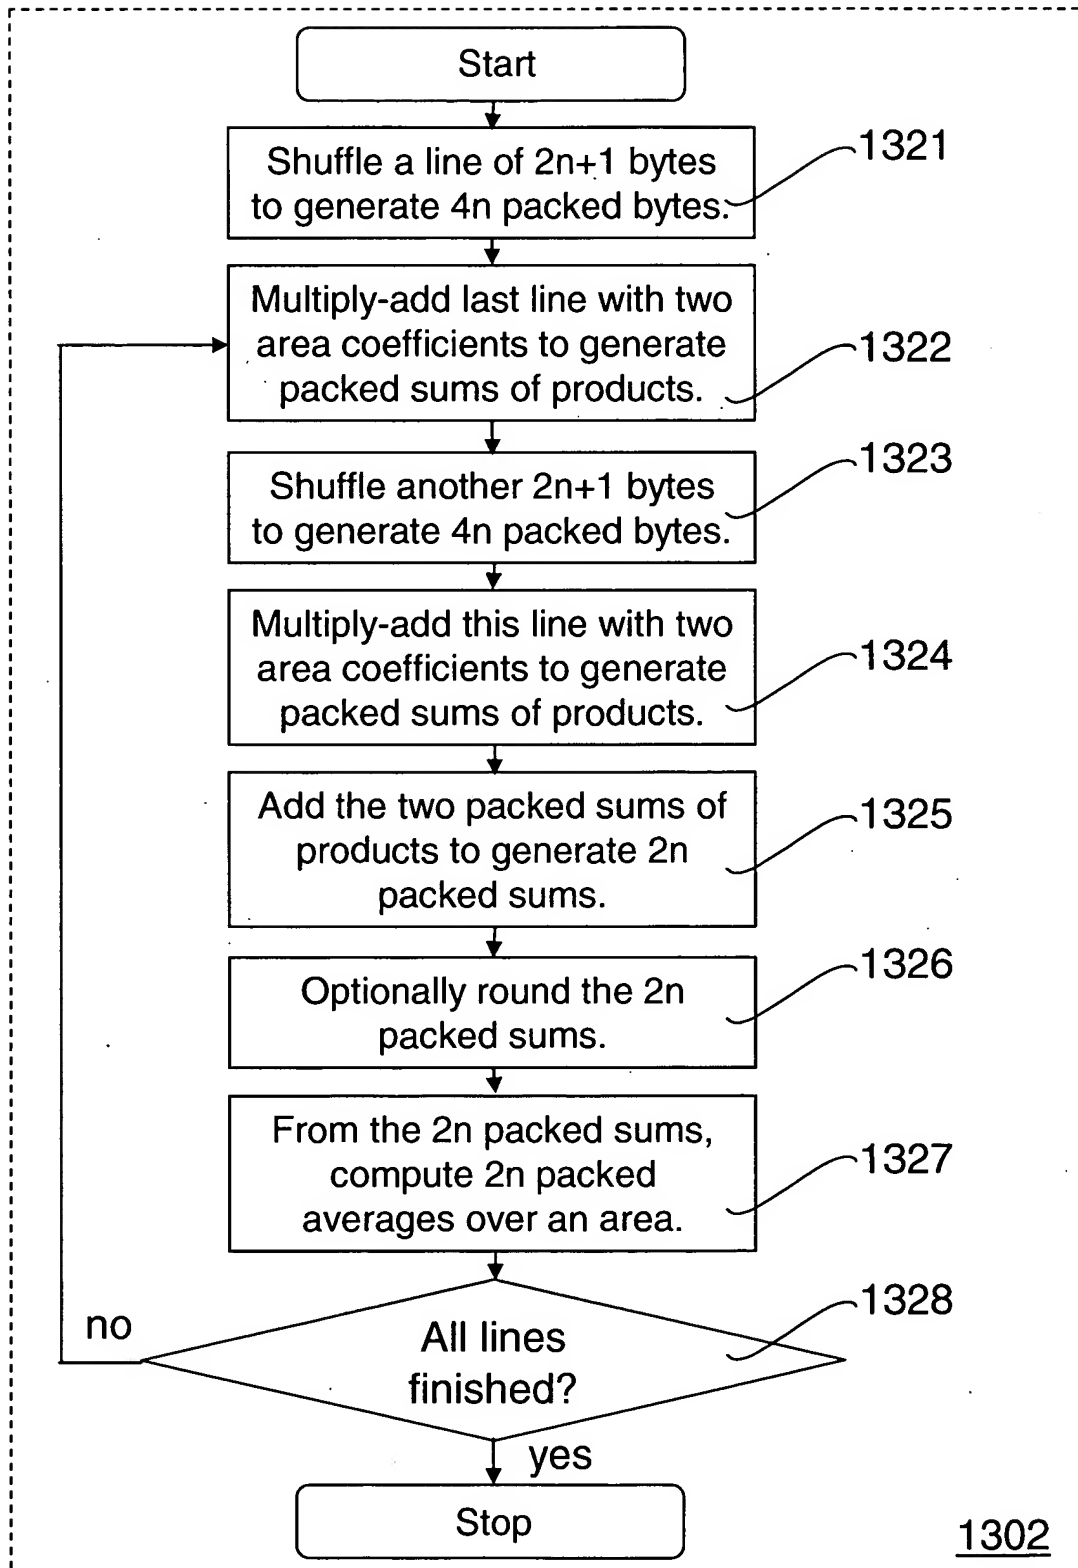 Start
Shuffle a line of 2n+1 bytes
to generate 4n packed bytes.
1321
Multiply-add last line with two
area coefficients to generate
packed sums of products.
1322
Shuffle another 2n+1 bytes
to generate 4n packed bytes.
1323
Multiply-add this line with two
area coefficients to generate
packed sums of products.
1324
Add the two packed sums of
products to generate 2n
packed sums.
1325
Optionally round the 2n
packed sums.
1326
From the 2n packed sums,
compute 2n packed
averages over an area.
1327
All lines
finished?
1328
no
yes
Stop
1302